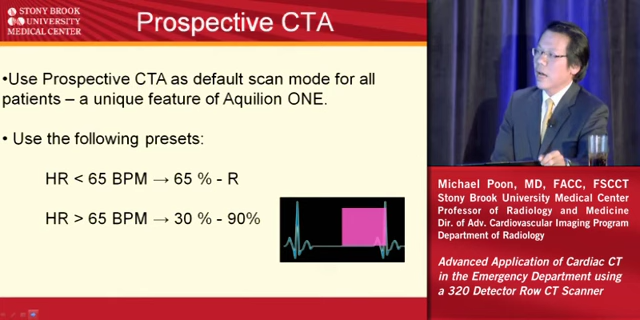 STONY BROOK
UNIVERSITY
MEDICAL CENTER
Prospective CTA
•Use Prospective CTA as default scan mode for all
patients – a unique feature of Aquilion ONE.
• Use the following presets:
HR < 65 BPM → 65 % - R
HR > 65 BPM → 30 % - 90%
Michael Poon, MD, FACC, FSCCT
Stony Brook University Medical Center
Professor of Radiology and Medicine
Dir. of Adv. Cardiovascular Imaging Program
Department of Radiology
Advanced Application of Cardiac CT
in the Emergency Department using
a 320 Detector Row CT Scanner